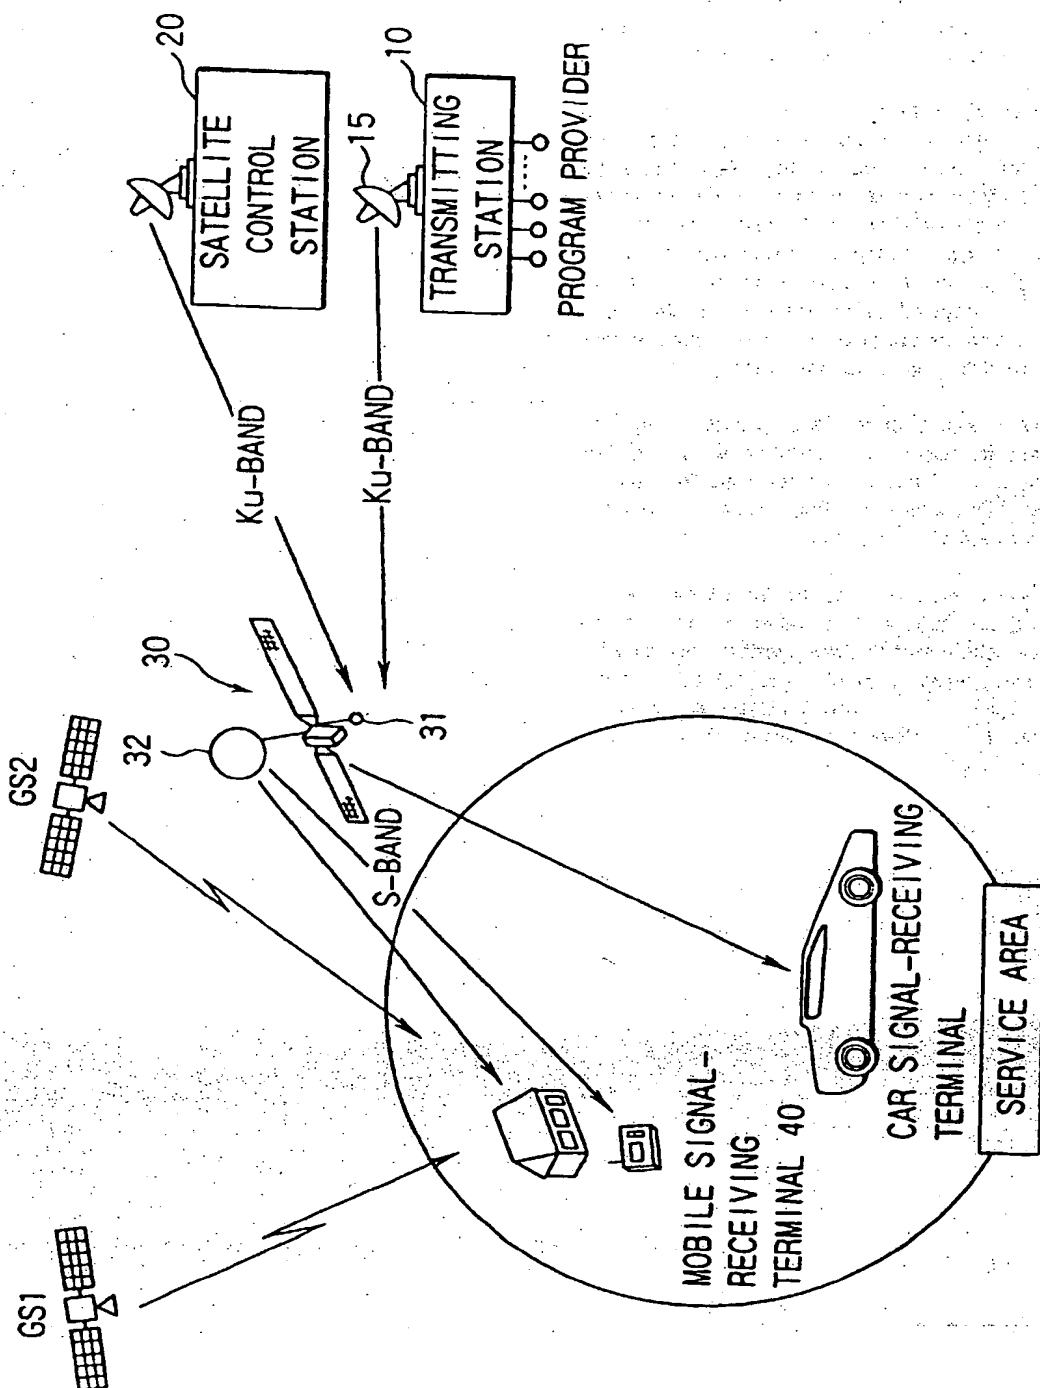 GS1
GS2
32
30
31
20
SATELLITE
CONTROL
STATION
Ku-BAND
15
10
TRANSMITTING
STATION
Ku-BAND
PROGRAM PROVIDER
S-BAND
MOBILE SIGNAL-
RECEIVING
TERMINAL 40
CAR SIGNAL-RECEIVING
TERMINAL
SERVICE AREA